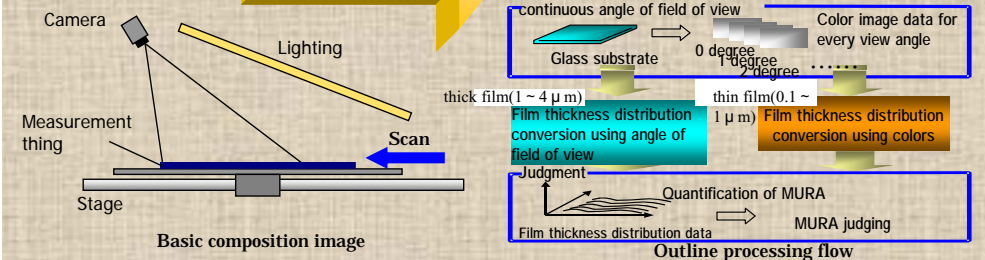 Camera
Lighting
Measurement
thing
Scan
Stage
Basic composition image
continuous angle of field of view
Glass substrate
0 degree
1 degree
2 degree
······
Color image data for
every view angle
thick film(1 ~ 4 μ m)
Film thickness distribution
conversion using angle of
field of view
thin film(0.1 ~
1 μ m)
Film thickness distribution
conversion using colors
Judgment
Film thickness distribution data
Quantification of MURA
MURA judging
Outline processing flow